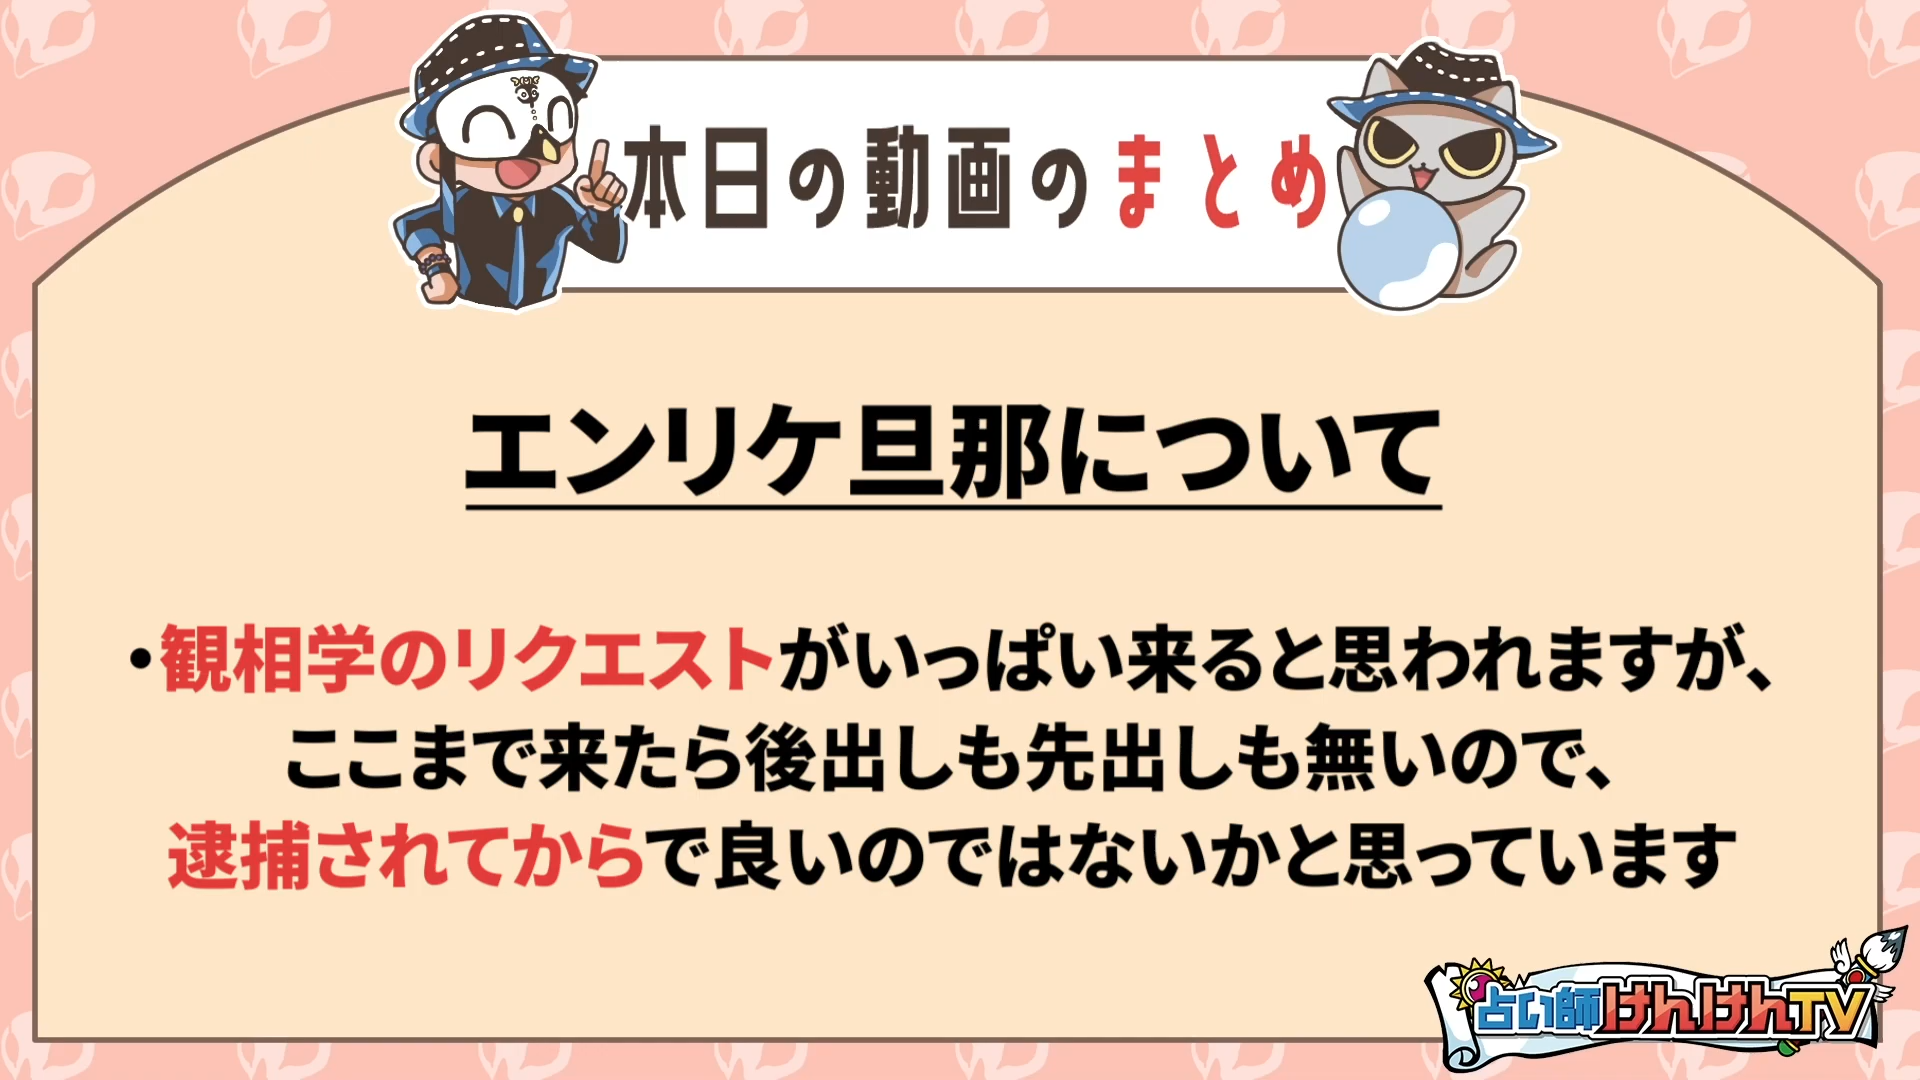 本日の動画のまとめ
エンリケ旦那について
・観相学のリクエストがいっぱい来ると思われますが、
ここまで来たら後出しも先出しも無いので、
逮捕されてからで良いのではないかと思っています
占い師けんけんTV